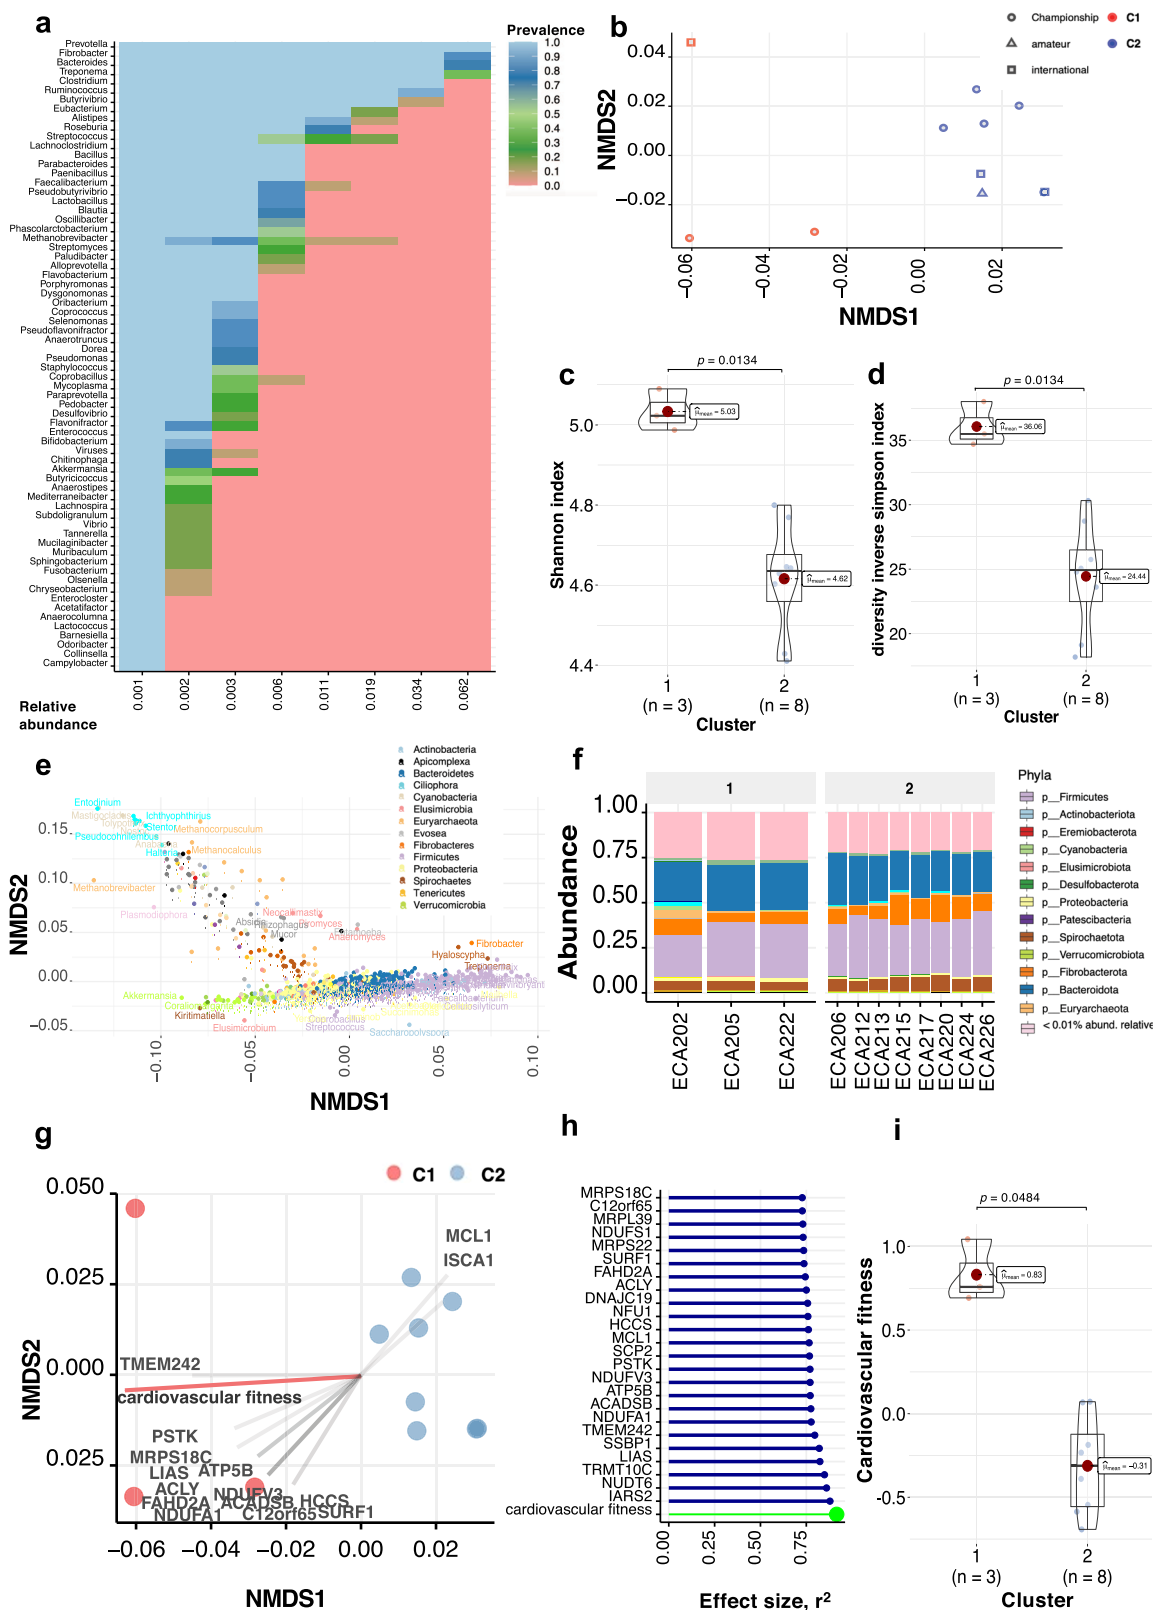 a
Prevalence
1.0
0.9
0.8
0.7
0.6
0.5
0.4
0.3
0.2
0.1
0.0
Prevotella
Fibrobacter
Bacteroides
Treponema
Clostridium
Ruminococcus
Butyrivibrio
Eubacterium
Alistipes
Roseburia
Streptococcus
Lachnoclostridium
Bacillus
Parabacteroides
Paenibacillus
Faecalibacterium
Pseudobutyrivibrio
Lactobacillus
Blautia
Oscillibacter
Phascolarctobacterium
Methanobrevibacter
Streptomyces
Paludibacter
Alloprevotella
Flavobacterium
Porphyromonas
Dysgonomonas
Oribacterium
Coprococcus
Selenomonas
Pseudoflavonifractor
Anaerotruncus
Dorea
Pseudomonas
Staphylococcus
Coprobacillus
Mycoplasma
Paraprevotella
Pedobacter
Desulfovibrio
Flavonifractor
Enterococcus
Bifidobacterium
Viruses
Chitinophaga
Akkermansia
Butyricicoccus
Anaerostipes
Mediterraneibacter
Lachnospira
Subdoligranulum
Vibrio
Tannerella
Mucilaginibacter
Muribaculum
Sphingobacterium
Fusobacterium
Olsenella
Chryseobacterium
Enterocloster
Acetatifactor
Anaerocolumna
Lactococcus
Barnesiella
Odoribacter
Collinsella
Campylobacter
0.001
0.002
0.003
0.006
0.011
0.019
0.034
0.062
Relative
abundance
b
Championship
amateur
international
C1
C2
NMDS2
0.04
0.02
0.00
−0.02
−0.06
−0.04
−0.02
0.00
0.02
NMDS1
c
p = 0.0134
Shannon index
5.0
4.8
4.6
4.4
μ̂mean = 5.03
μ̂mean = 4.62
1
(n = 3)
2
(n = 8)
Cluster
d
p = 0.0134
diversity inverse simpson index
35
30
25
20
μ̂mean = 36.06
μ̂mean = 24.44
1
(n = 3)
2
(n = 8)
Cluster
e
Actinobacteria
Apicomplexa
Bacteroidetes
Ciliophora
Cyanobacteria
Elusimicrobia
Euryarchaeota
Evosea
Fibrobacteres
Firmicutes
Proteobacteria
Spirochaetes
Tenericutes
Verrucomicrobia
NMDS2
0.15
0.10
0.05
0.00
−0.05
Entodinium
Ichthyophthirius
Stentor
Pseudocohnilembus
Methanocorpusculum
Halteria
Methanocalculus
Methanobrevibacter
Plasmodiophora
Neocallimastix
Absidia
Rhizophagus
Piromyces
Mucor
Anaeromyces
Fibrobacter
Hyaloscypha
Treponema
Akkermansia
Kiritimatiella
Elusimicrobium
Coprobacillus
Streptococcus
Faecalibacterium
Cellulosilyticum
Saccharopolyspora
−0.10
−0.05
0.00
0.05
0.10
NMDS1
f
1
2
Abundance
1.00
0.75
0.50
0.25
0.00
ECA202
ECA205
ECA222
ECA206
ECA212
ECA213
ECA215
ECA217
ECA220
ECA224
ECA226
Phyla
p__Firmicutes
p__Actinobacteriota
p__Eremiobacterota
p__Cyanobacteria
p__Elusimicrobiota
p__Desulfobacterota
p__Proteobacteria
p__Patescibacteria
p__Spirochaetota
p__Verrucomicrobiota
p__Fibrobacterota
p__Bacteroidota
p__Euryarchaeota
< 0.01% abund. relative
g
C1
C2
NMDS2
0.050
0.025
0.000
0.025
MCL1
ISCA1
TMEM242
cardiovascular fitness
PSTK
MRPS18C
LIAS
ATP5B
ACLY
NDUFV3
FAHD2A
ACADSB
HCCS
NDUFA1
C12orf65
SURF1
−0.06
−0.04
−0.02
0.00
0.02
NMDS1
h
MRPS18C
C12orf65
MRPL39
NDUFS1
MRPS22
SURF1
FAHD2A
ACLY
DNAJC19
NFU1
HCCS
MCL1
SCP2
PSTK
NDUFV3
ATP5B
ACADSB
NDUFA1
TMEM242
SSBP1
LIAS
TRMT10C
NUDT6
IARS2
cardiovascular fitness
0.00
0.25
0.50
0.75
Effect size, r²
i
p = 0.0484
Cardiovascular fitness
1.0
0.5
0.0
-0.5
μ̂mean = 0.83
μ̂mean = −0.31
1
(n = 3)
2
(n = 8)
Cluster